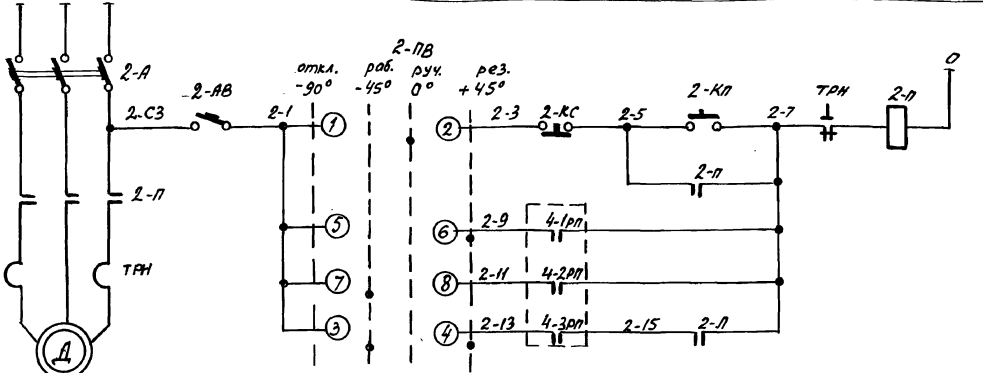 2-ПВ
откл. раб. руч. рез.
-90° -45° 0° +45°
0
2-А
2-С3 2-АВ 2-1 1 2 2-3 2-КС 2-5 2-КП 2-7 ТРН 2-П
2-П
2-П
5 6 2-9 4-1РП
ТРН
7 8 2-11 4-2РП
3 4 2-13 4-3РП 2-15 2-Л
Д